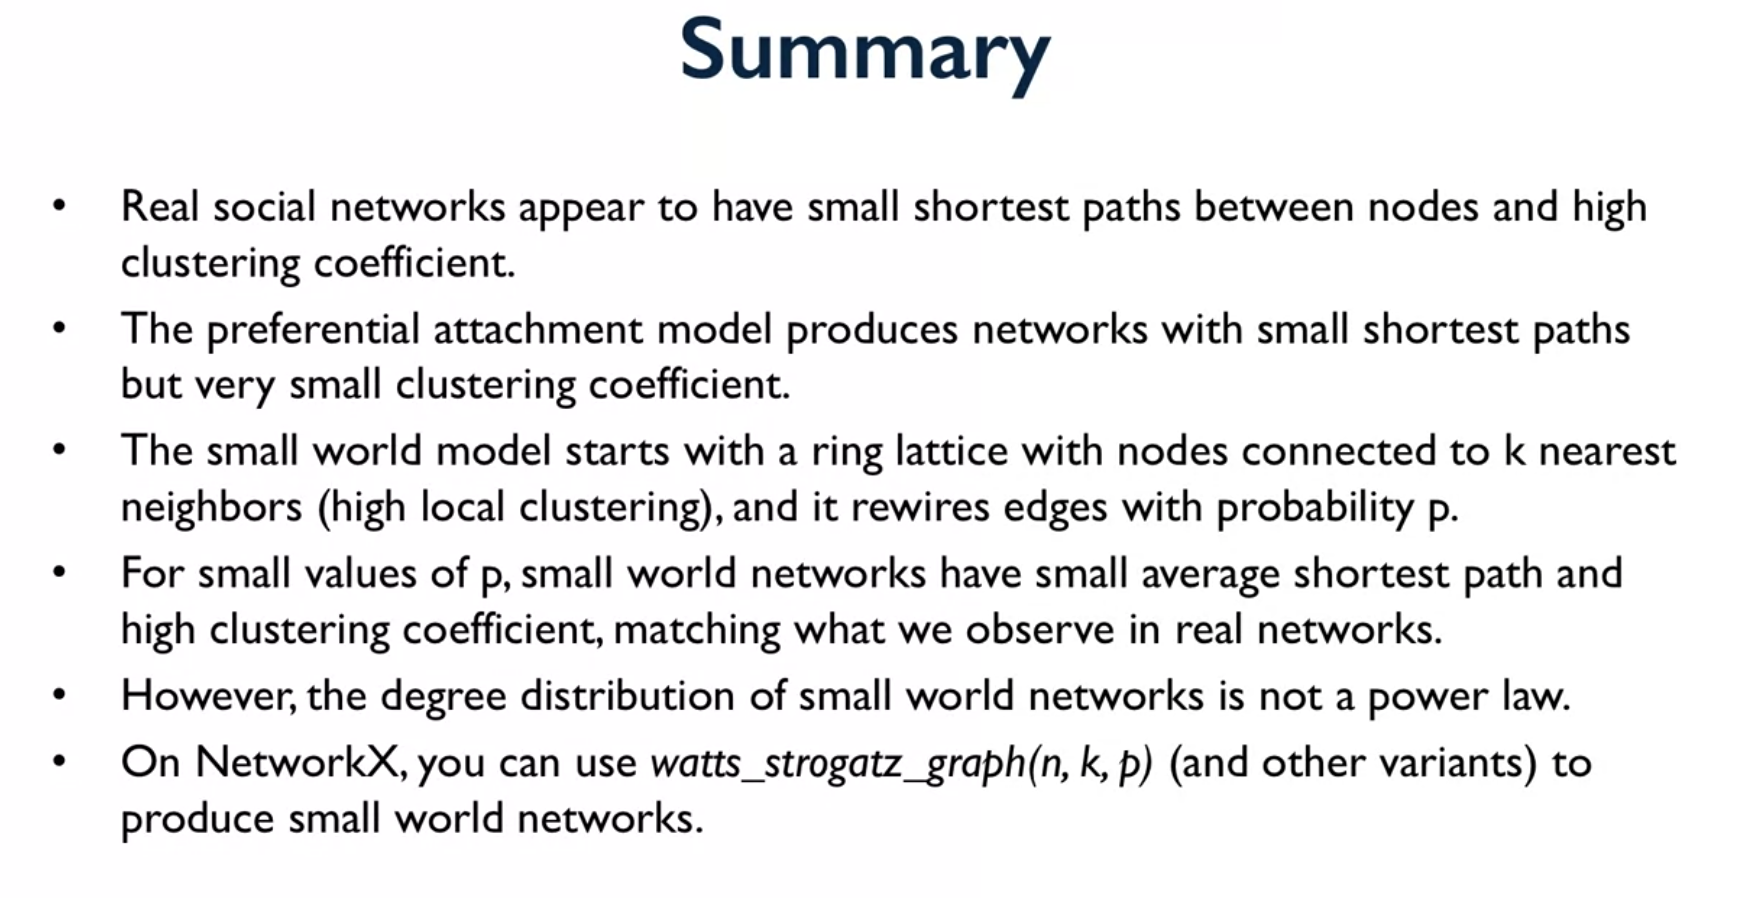 Summary
• Real social networks appear to have small shortest paths between nodes and high
clustering coefficient.
• The preferential attachment model produces networks with small shortest paths
but very small clustering coefficient.
• The small world model starts with a ring lattice with nodes connected to k nearest
neighbors (high local clustering), and it rewires edges with probability p.
• For small values of p, small world networks have small average shortest path and
high clustering coefficient, matching what we observe in real networks.
• However, the degree distribution of small world networks is not a power law.
• On NetworkX, you can use watts_strogatz_graph(n, k, p) (and other variants) to
produce small world networks.